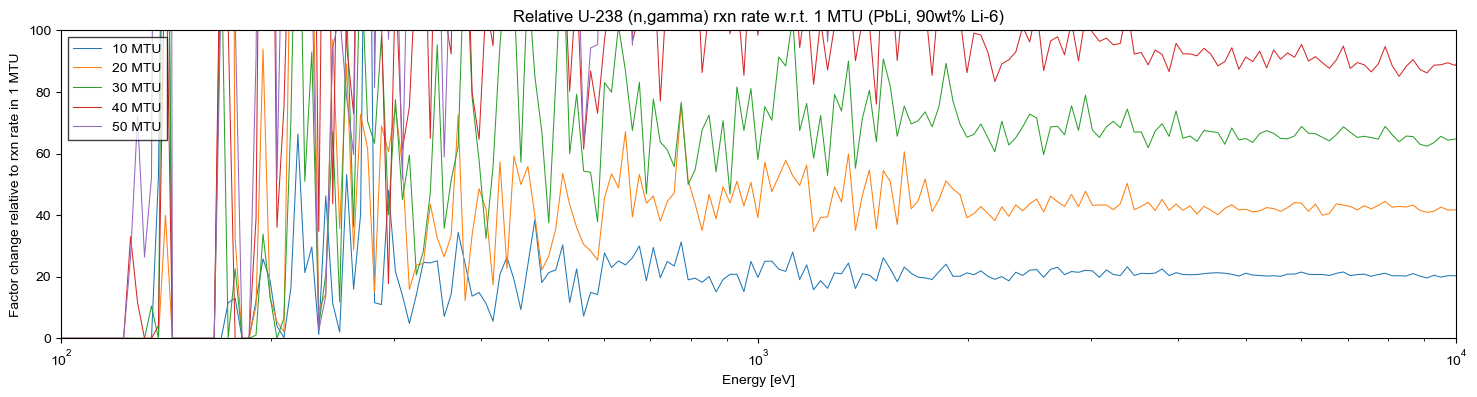 Relative U-238 (n,gamma) rxn rate w.r.t. 1 MTU (PbLi, 90wt% Li-6)
Factor change relative to rxn rate in 1 MTU
100
80
60
40
20
0
10 MTU
20 MTU
30 MTU
40 MTU
50 MTU
10²
10³
10⁴
Energy [eV]